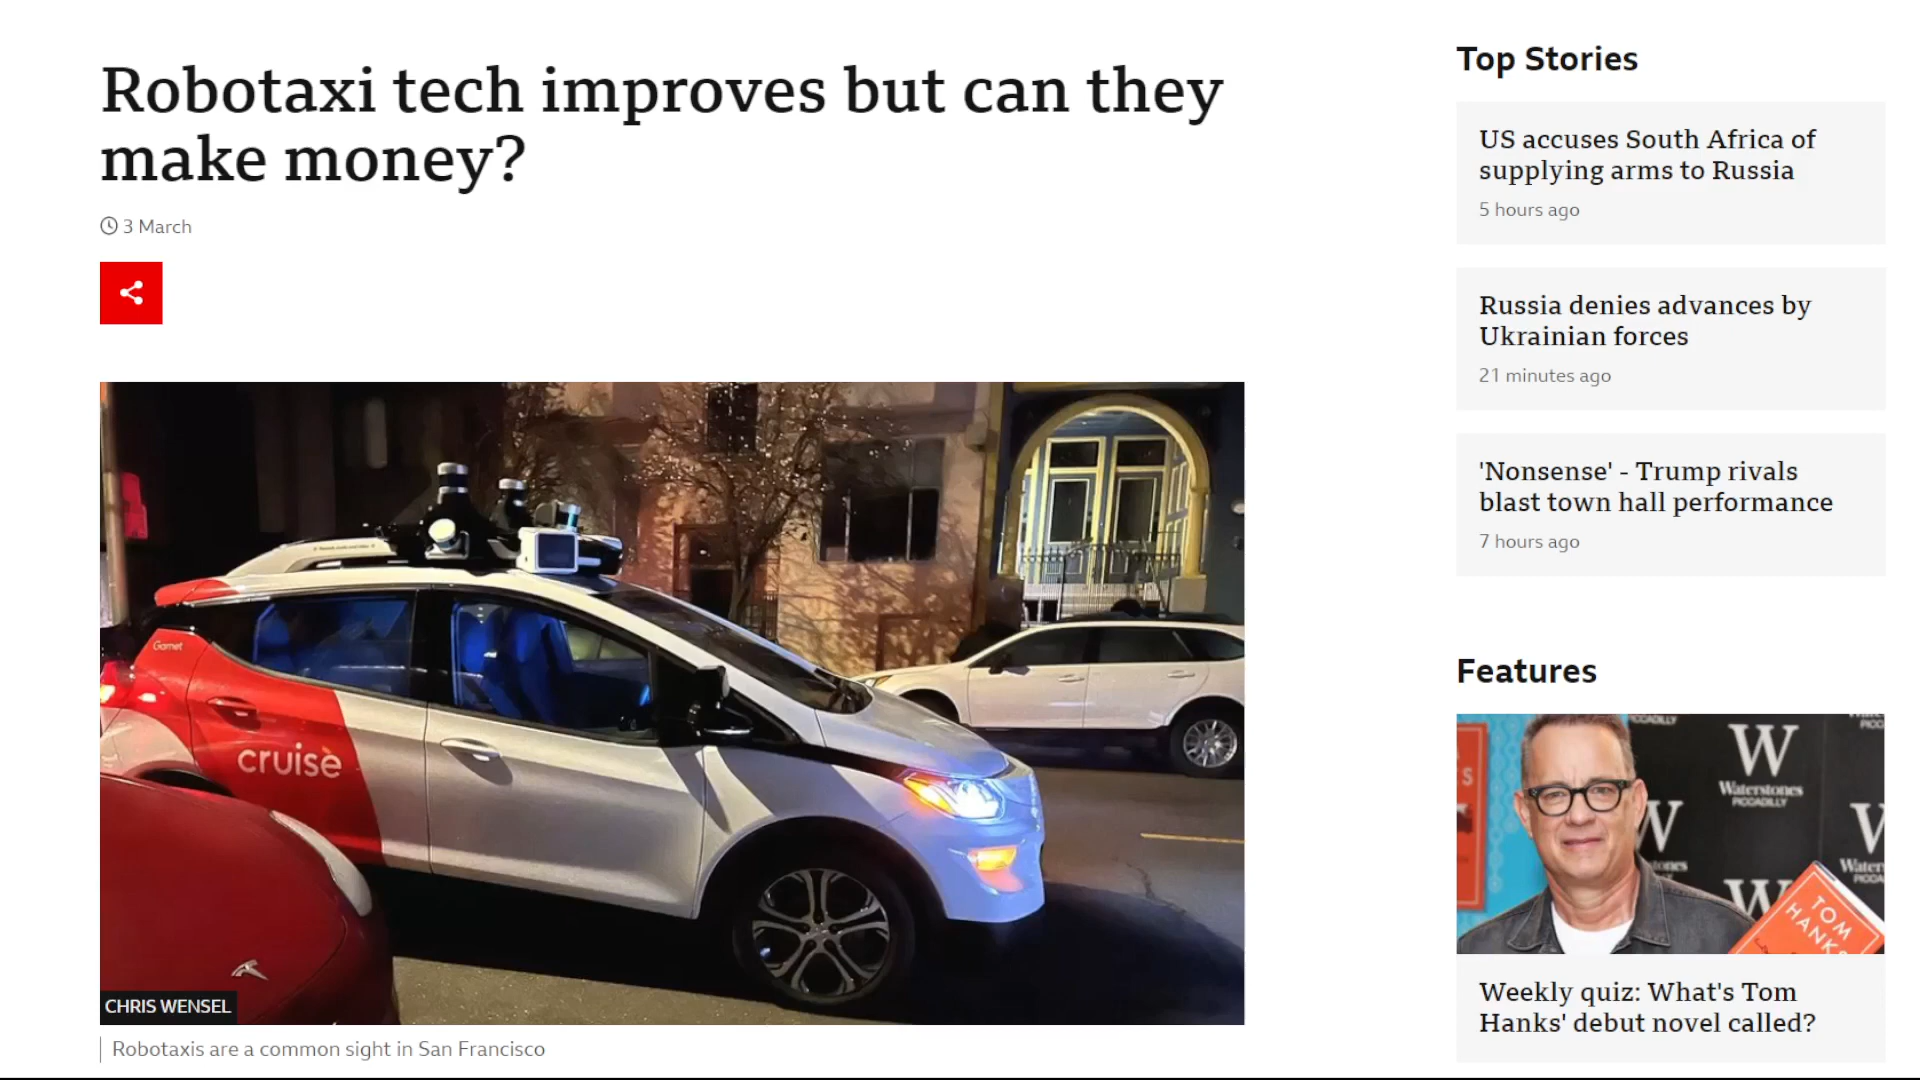 Robotaxi tech improves but can they
make money?
3 March
Garnet
cruise
CHRIS WENSEL
Robotaxis are a common sight in San Francisco
Top Stories
US accuses South Africa of
supplying arms to Russia
5 hours ago
Russia denies advances by
Ukrainian forces
21 minutes ago
'Nonsense' - Trump rivals
blast town hall performance
7 hours ago
Features
W
Waterstones
PICCADILLY
TOM
HANKS
Weekly quiz: What's Tom
Hanks' debut novel called?